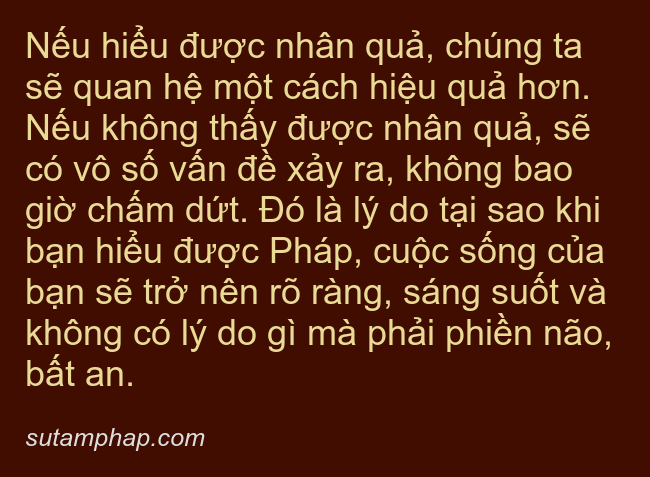 Nếu hiểu được nhân quả, chúng ta
sẽ quan hệ một cách hiệu quả hơn.
Nếu không thấy được nhân quả, sẽ
có vô số vấn đề xảy ra, không bao
giờ chấm dứt. Đó là lý do tại sao khi
bạn hiểu được Pháp, cuộc sống của
bạn sẽ trở nên rõ ràng, sáng suốt và
không có lý do gì mà phải phiền não,
bất an.
sutamphap.com